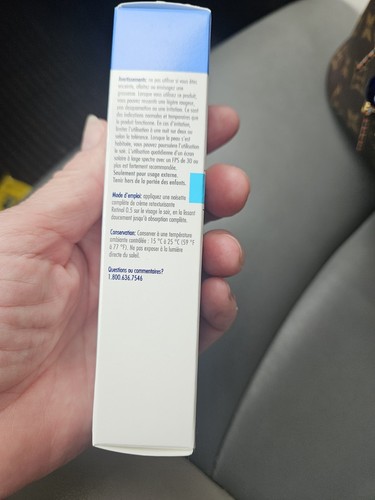 Avertissements: ne pas utiliser si vous êtes
enceinte, allaitez ou envisagez une
grossesse. Lorsque vous utilisez ce produit,
vous pouvez ressentir une légère rougeur,
une desquamation ou une irritation. Ce sont
des indications normales et temporaires que
le produit fonctionne. En cas d'irritation,
limitez l'utilisation à une nuit sur deux ou
selon la tolérance. Lorsque la peau s'est
habituée, vous pouvez poursuivre l'utilisation
le soir. L'utilisation quotidienne d'un écran
solaire à large spectre avec un FPS de 30 ou
plus est fortement recommandée.
Seulement pour usage externe.
Tenir hors de la portée des enfants.
Mode d'emploi: appliquez une noisette
complète de crème retexturisante
Retinol 0.5 sur le visage le soir, en la lissant
doucement jusqu'à absorption complète.
Conservation: Conserver à une température
ambiante contrôlée : 15 °C à 25 °C (59 °F
à 77 °F). Ne pas exposer à la lumière
directe du soleil.
Questions ou commentaires?
1.800.636.7546